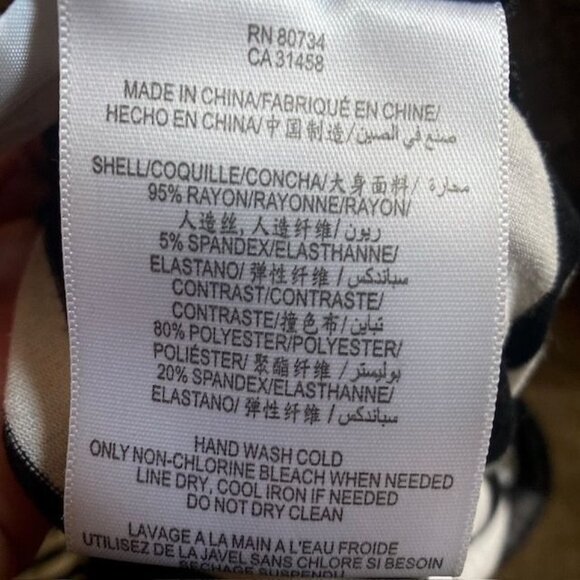 RN 80734
CA 31458
MADE IN CHINA/FABRIQUÉ EN CHINE/
HECHO EN CHINA/中国制造/صنع في الصين
SHELL/COQUILLE/CONCHA/大身面料/ محارة /
95% RAYON/RAYONNE/RAYON/
人造丝, 人造纤维/ ريون/
5% SPANDEX/ELASTHANNE/
ELASTANO/ 弹性纤维 / سباندكس/
CONTRAST/CONTRASTE/
CONTRASTE/撞色布/ تباين/
80% POLYESTER/POLYESTER/
POLIÉSTER/ 聚酯纤维 / بوليستر/
20% SPANDEX/ELASTHANNE/
ELASTANO/ 弹性纤维 / سباندكس
HAND WASH COLD
ONLY NON-CHLORINE BLEACH WHEN NEEDED
LINE DRY, COOL IRON IF NEEDED
DO NOT DRY CLEAN
LAVAGE A LA MAIN A L'EAU FROIDE
UTILISEZ DE LA JAVEL SANS CHLORE SI BESOIN
SECHAGE SUSPENDU